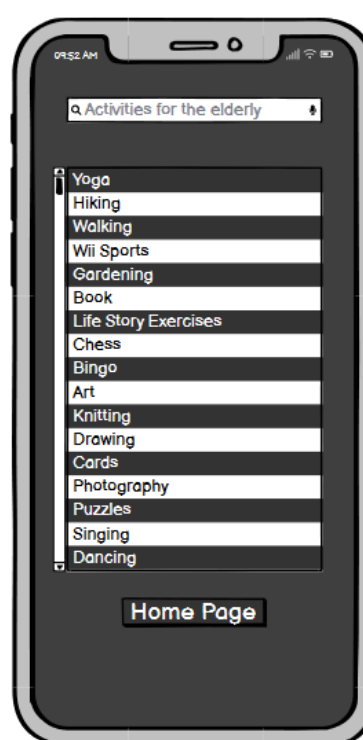 09:52 AM
Activities for the elderly
Yoga
Hiking
Walking
Wii Sports
Gardening
Book
Life Story Exercises
Chess
Bingo
Art
Knitting
Drawing
Cards
Photography
Puzzles
Singing
Dancing
Home Page